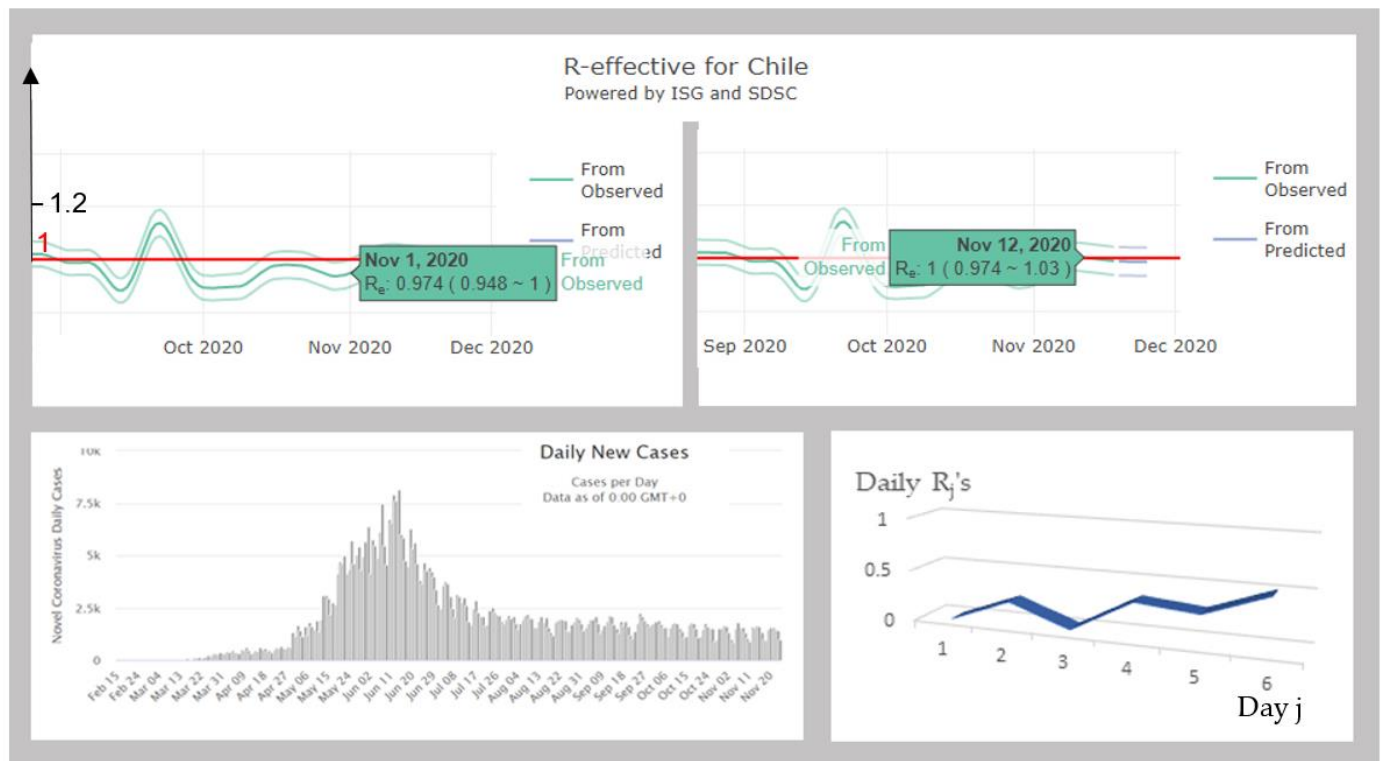 R-effective for Chile
Powered by ISG and SDSC
1.2
1
From
Observed
From
Predicted
Nov 1, 2020
Rₑ: 0.974 ( 0.948 ~ 1 )
From
Observed
Oct 2020
Nov 2020
Dec 2020
From
Observed
From
Predicted
From
Observed
Nov 12, 2020
Rₑ: 1 ( 0.974 ~ 1.03 )
Sep 2020
Oct 2020
Nov 2020
Dec 2020
Daily New Cases
Cases per Day
Data as of 0:00 GMT+0
Novel Coronavirus Daily Cases
10k
7.5k
5k
2.5k
0
Feb 15
Feb 24
Mar 04
Mar 13
Mar 22
Mar 31
Apr 09
Apr 18
Apr 27
May 06
May 15
May 24
Jun 02
Jun 11
Jun 20
Jun 29
Jul 08
Jul 17
Jul 26
Aug 04
Aug 13
Aug 22
Aug 31
Sep 09
Sep 18
Sep 27
Oct 06
Oct 15
Oct 24
Nov 02
Nov 11
Nov 20
Daily Rⱼ's
1
0.5
0
1
2
3
4
5
6
Day j